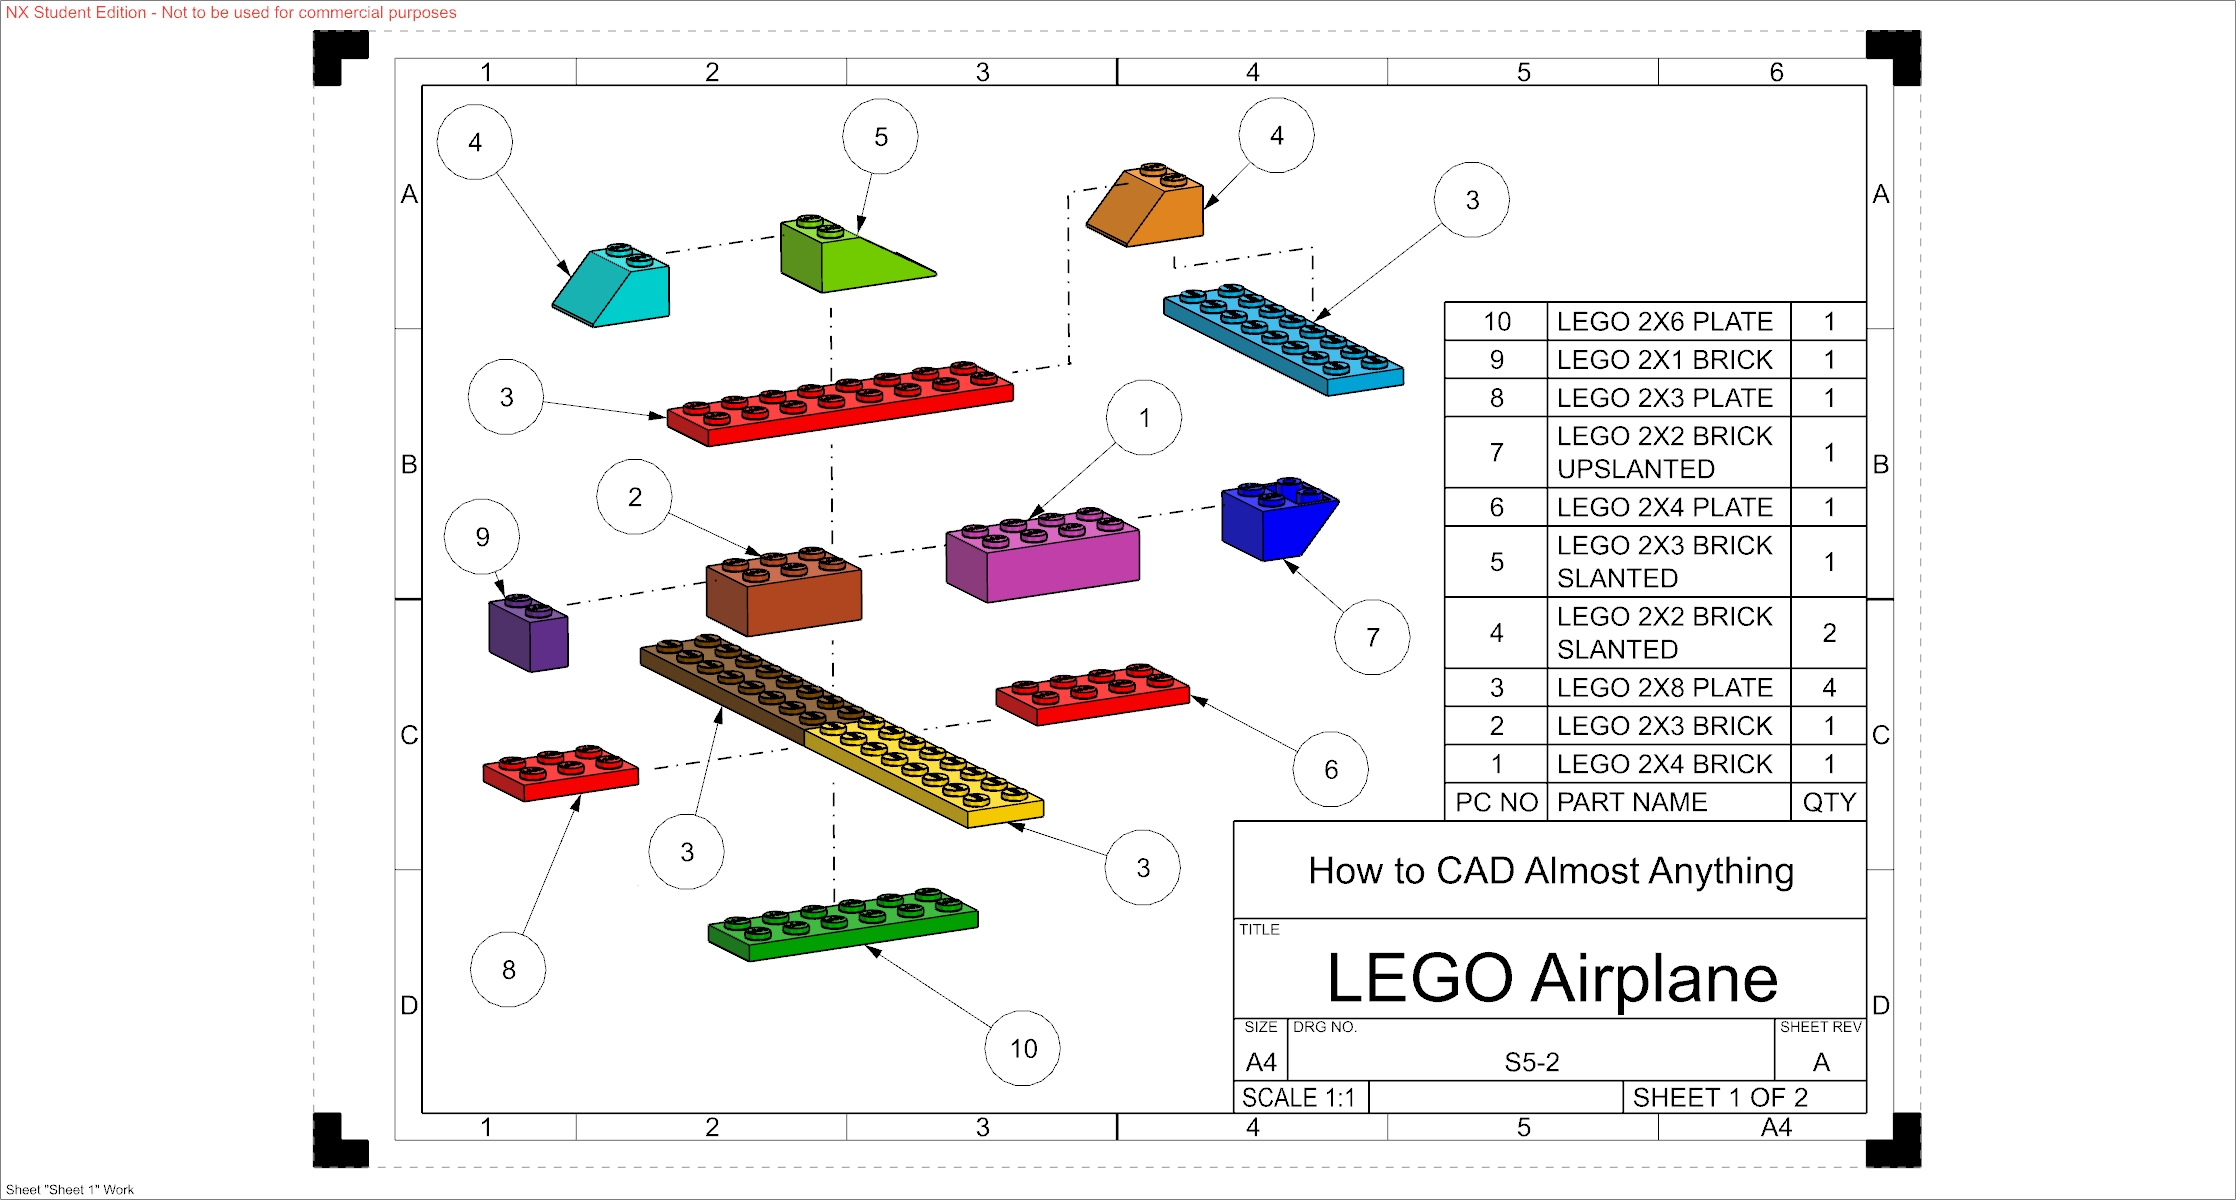 NX Student Edition - Not to be used for commercial purposes
1 2 3 4 5 6
4 5 4 3
A A
3 1
B B
2 9 7
C C
6 3 3
8 10
D D
10 LEGO 2X6 PLATE 1
9 LEGO 2X1 BRICK 1
8 LEGO 2X3 PLATE 1
7 LEGO 2X2 BRICK UPSLANTED 1
6 LEGO 2X4 PLATE 1
5 LEGO 2X3 BRICK SLANTED 1
4 LEGO 2X2 BRICK SLANTED 2
3 LEGO 2X8 PLATE 4
2 LEGO 2X3 BRICK 1
1 LEGO 2X4 BRICK 1
PC NO PART NAME QTY
How to CAD Almost Anything
TITLE
LEGO Airplane
SIZE DRG NO. SHEET REV
A4 S5-2 A
SCALE 1:1 SHEET 1 OF 2
1 2 3 4 5 A4
Sheet "Sheet 1" Work